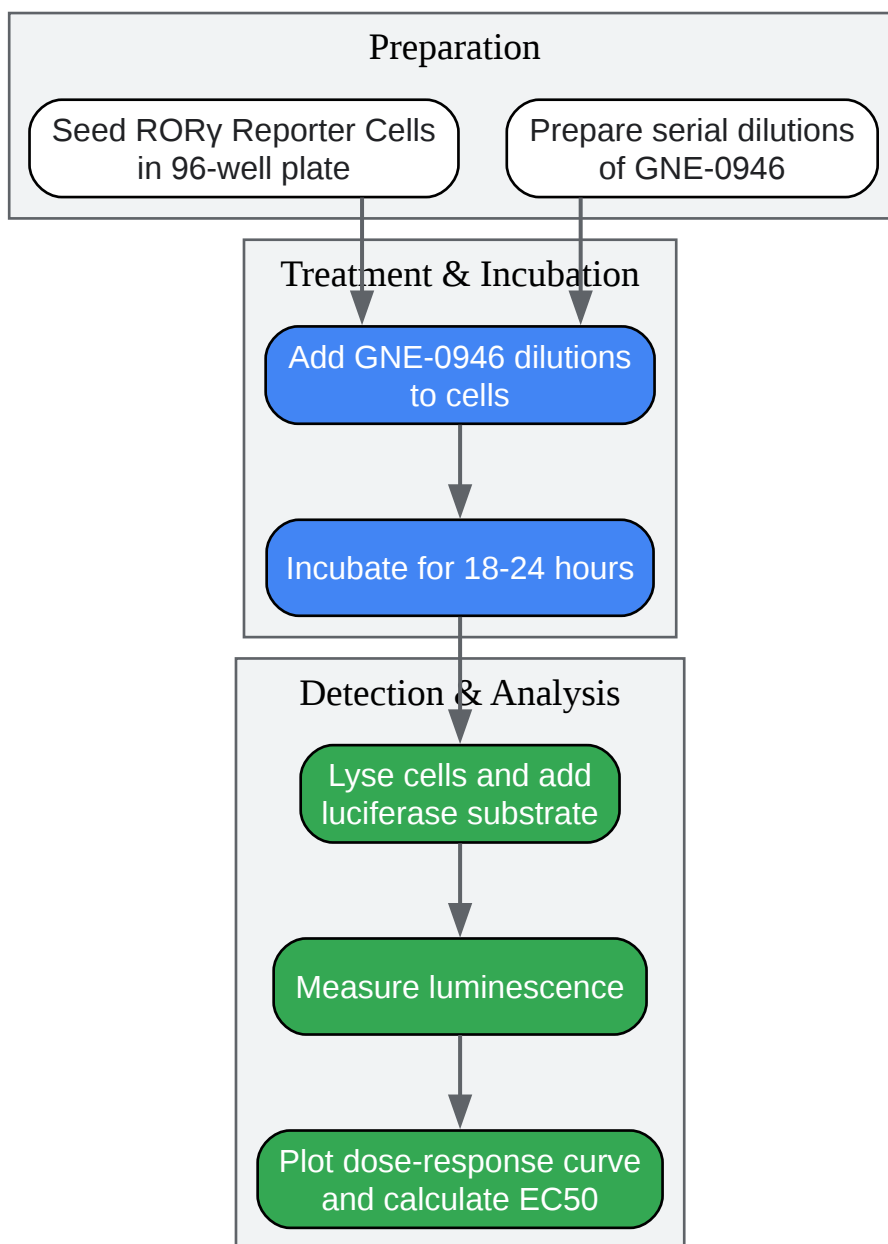 Preparation
Seed RORγ Reporter Cells
in 96-well plate
Prepare serial dilutions
of GNE-0946
Treatment & Incubation
Add GNE-0946 dilutions
to cells
Incubate for 18-24 hours
Detection & Analysis
Lyse cells and add
luciferase substrate
Measure luminescence
Plot dose-response curve
and calculate EC50